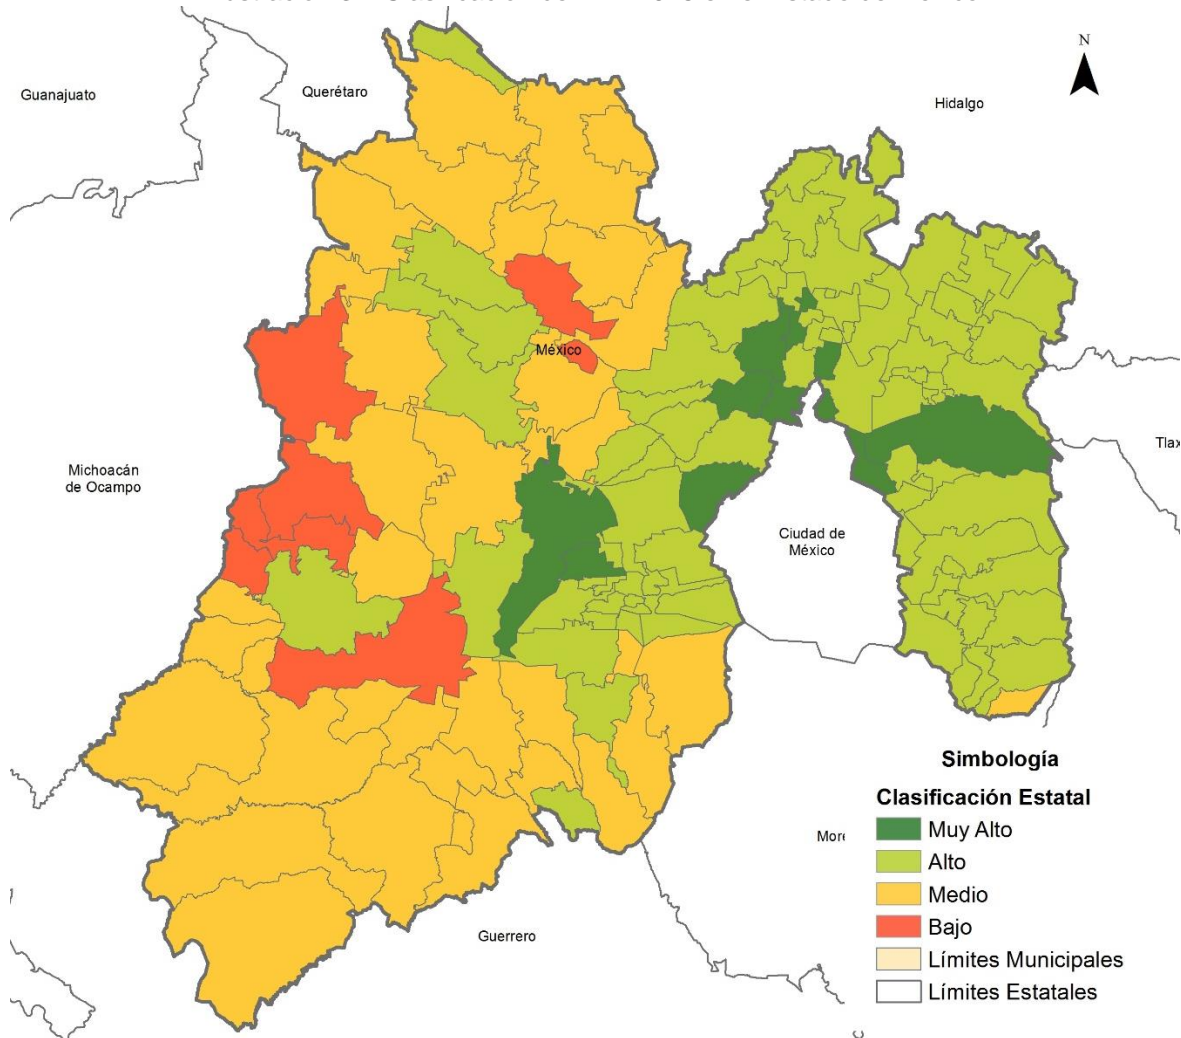 N
Guanajuato
Querétaro
Hidalgo
México
Michoacán
de Ocampo
Tlax
Ciudad de
México
Guerrero
Simbología
Clasificación Estatal
Muy Alto
Alto
Medio
Bajo
Límites Municipales
Límites Estatales